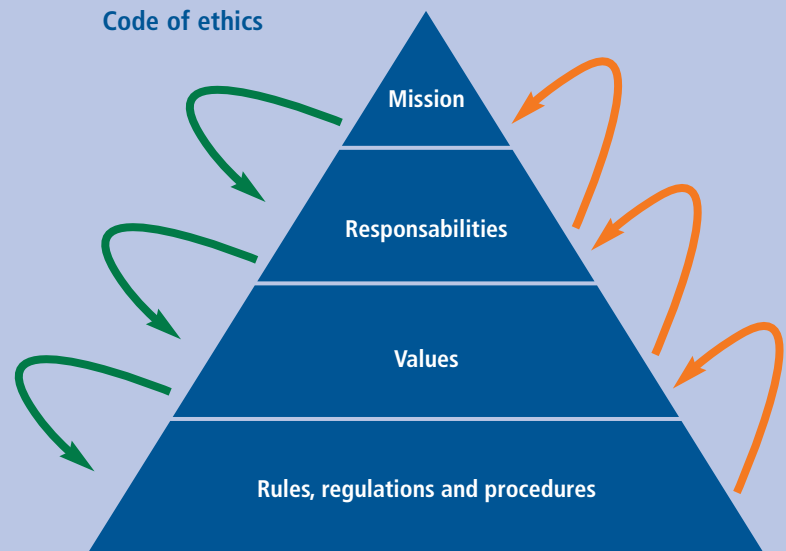 Code of ethics
Mission
Responsabilities
Values
Rules, regulations and procedures